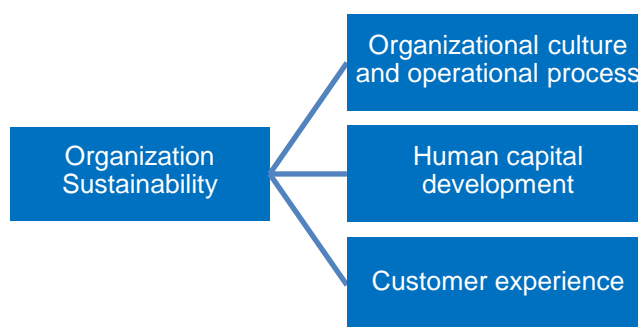 Organizational culture
and operational process
Organization
Sustainability
Human capital
development
Customer experience